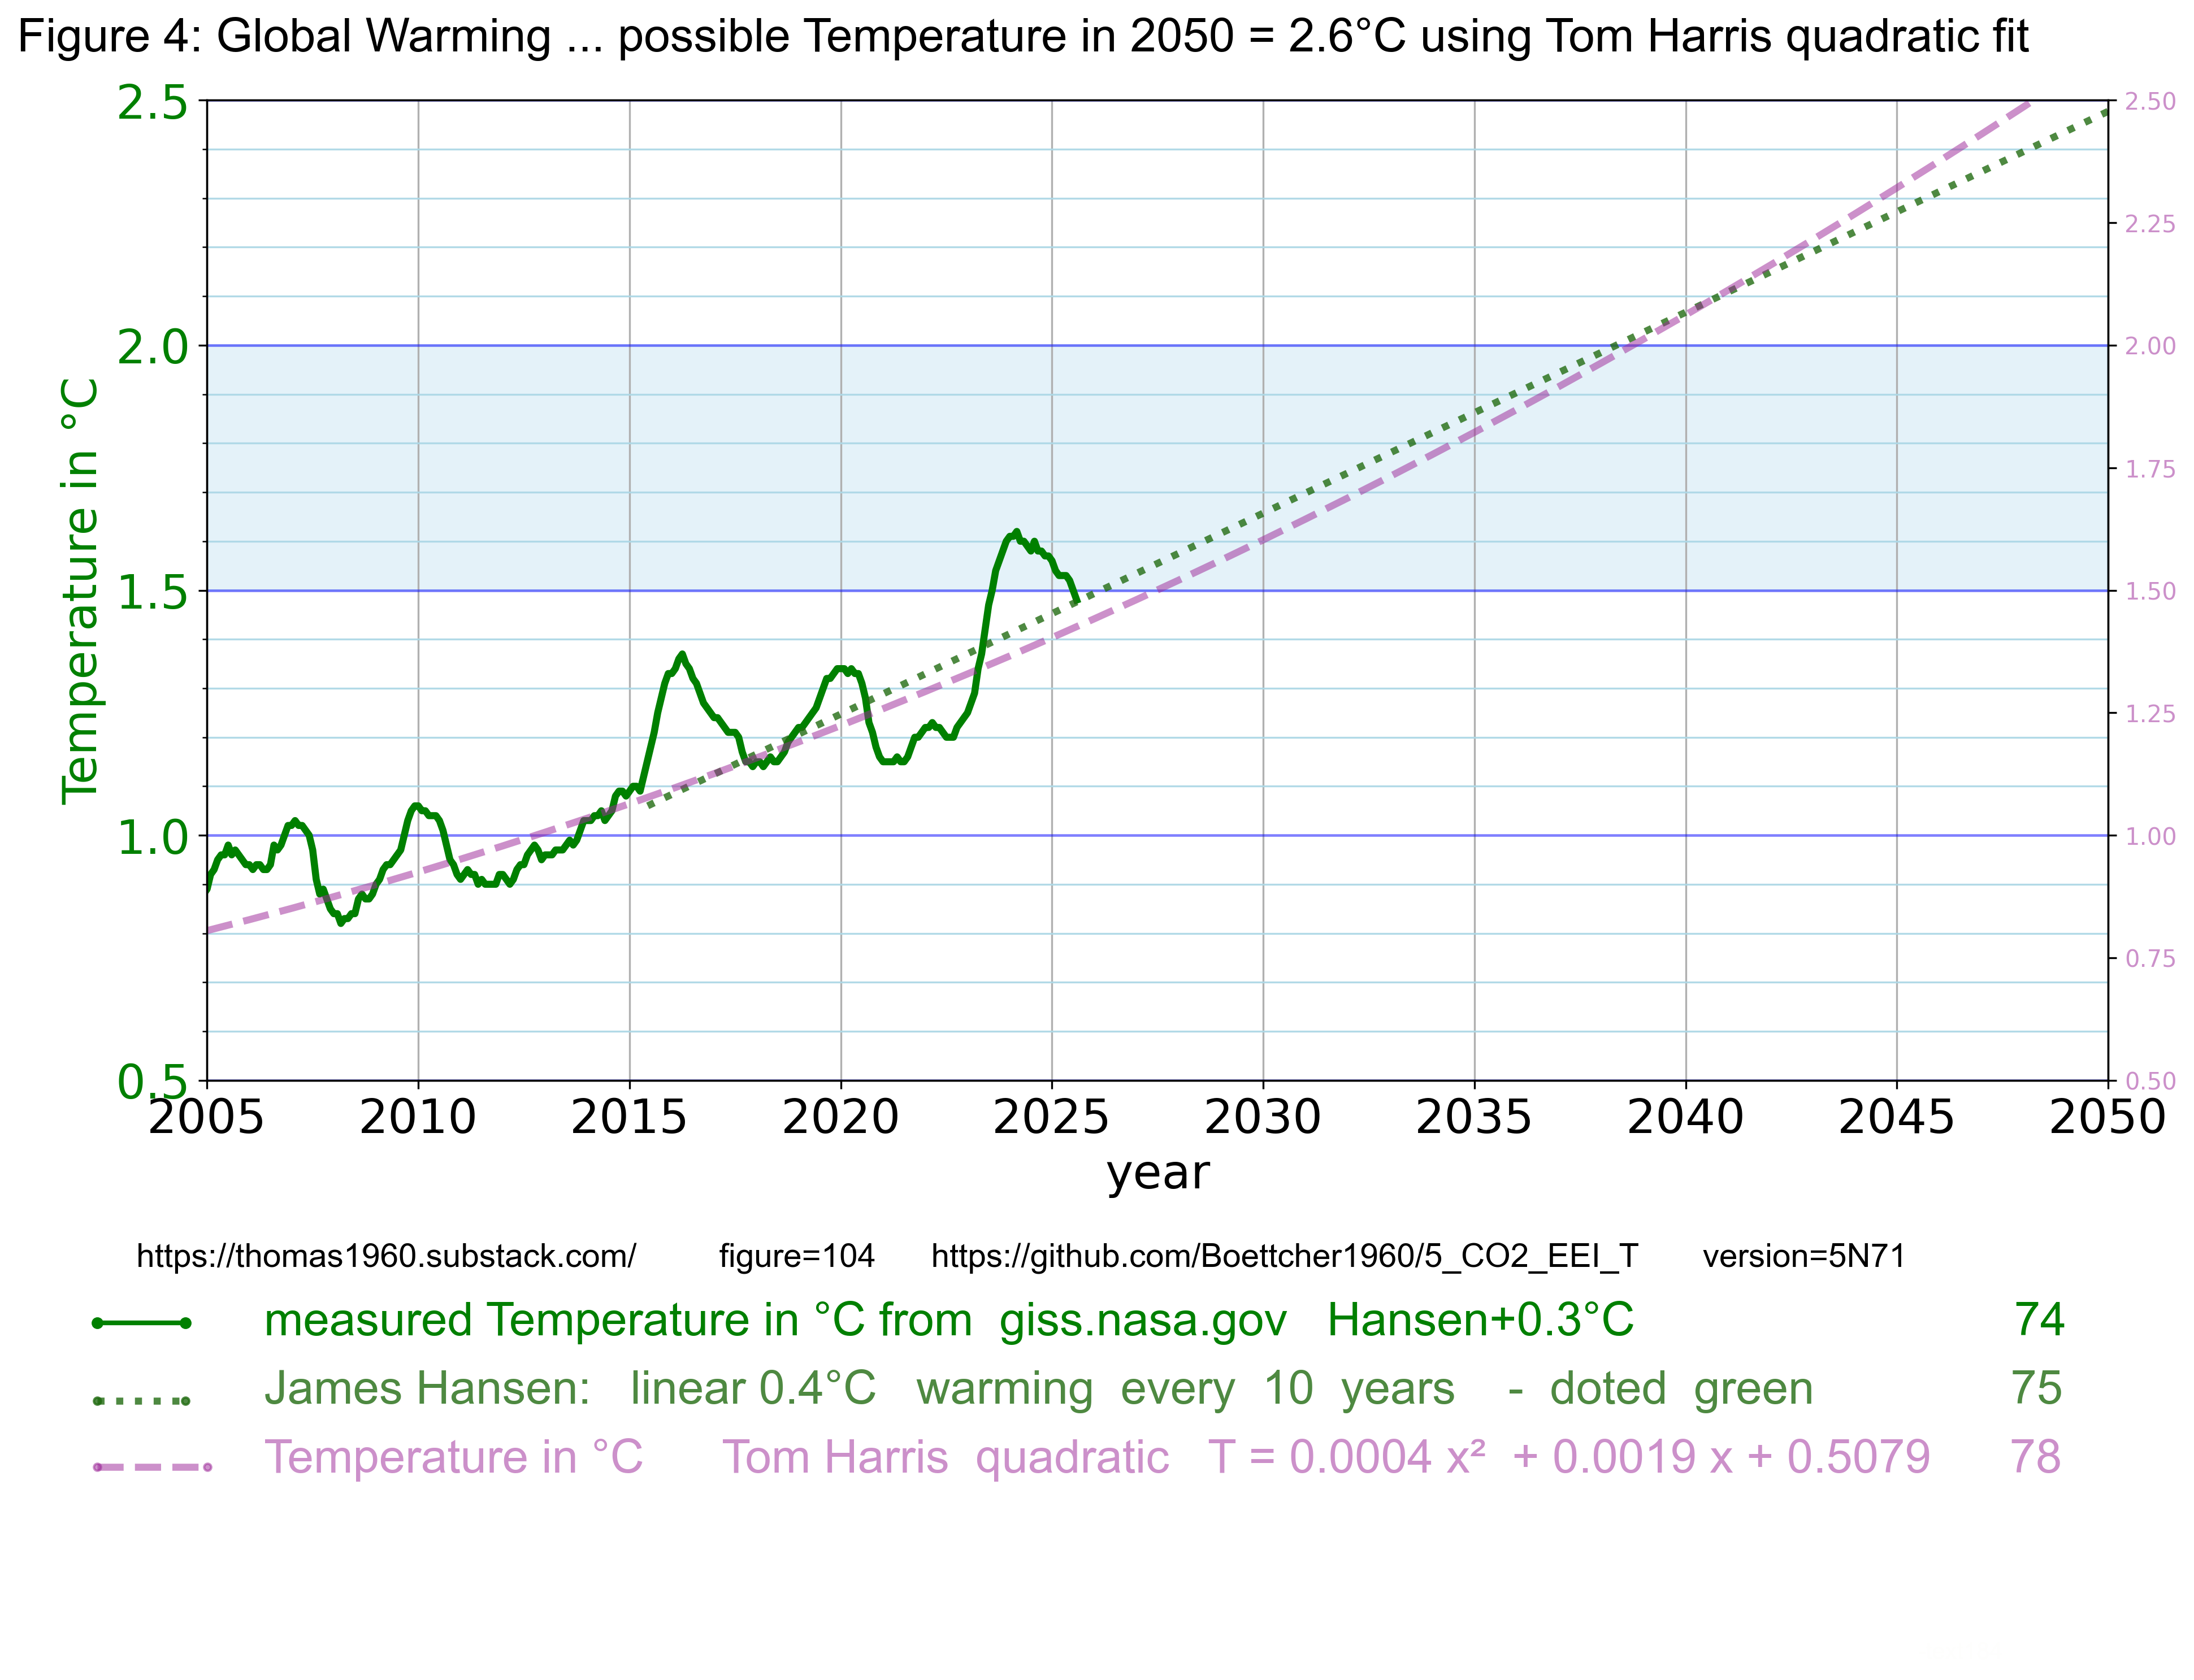 Figure 4: Global Warming ... possible Temperature in 2050 = 2.6°C using Tom Harris quadratic fit
2.5
2.0
1.5
1.0
0.5
Temperature in °C
2.50
2.25
2.00
1.75
1.50
1.25
1.00
0.75
0.50
2005 2010 2015 2020 2025 2030 2035 2040 2045 2050
year
https://thomas1960.substack.com/ figure=104 https://github.com/Boettcher1960/5_CO2_EEI_T version=5N71
measured Temperature in °C from giss.nasa.gov Hansen+0.3°C 74
James Hansen: linear 0.4°C warming every 10 years - doted green 75
Temperature in °C Tom Harris quadratic T = 0.0004 x² + 0.0019 x + 0.5079 78